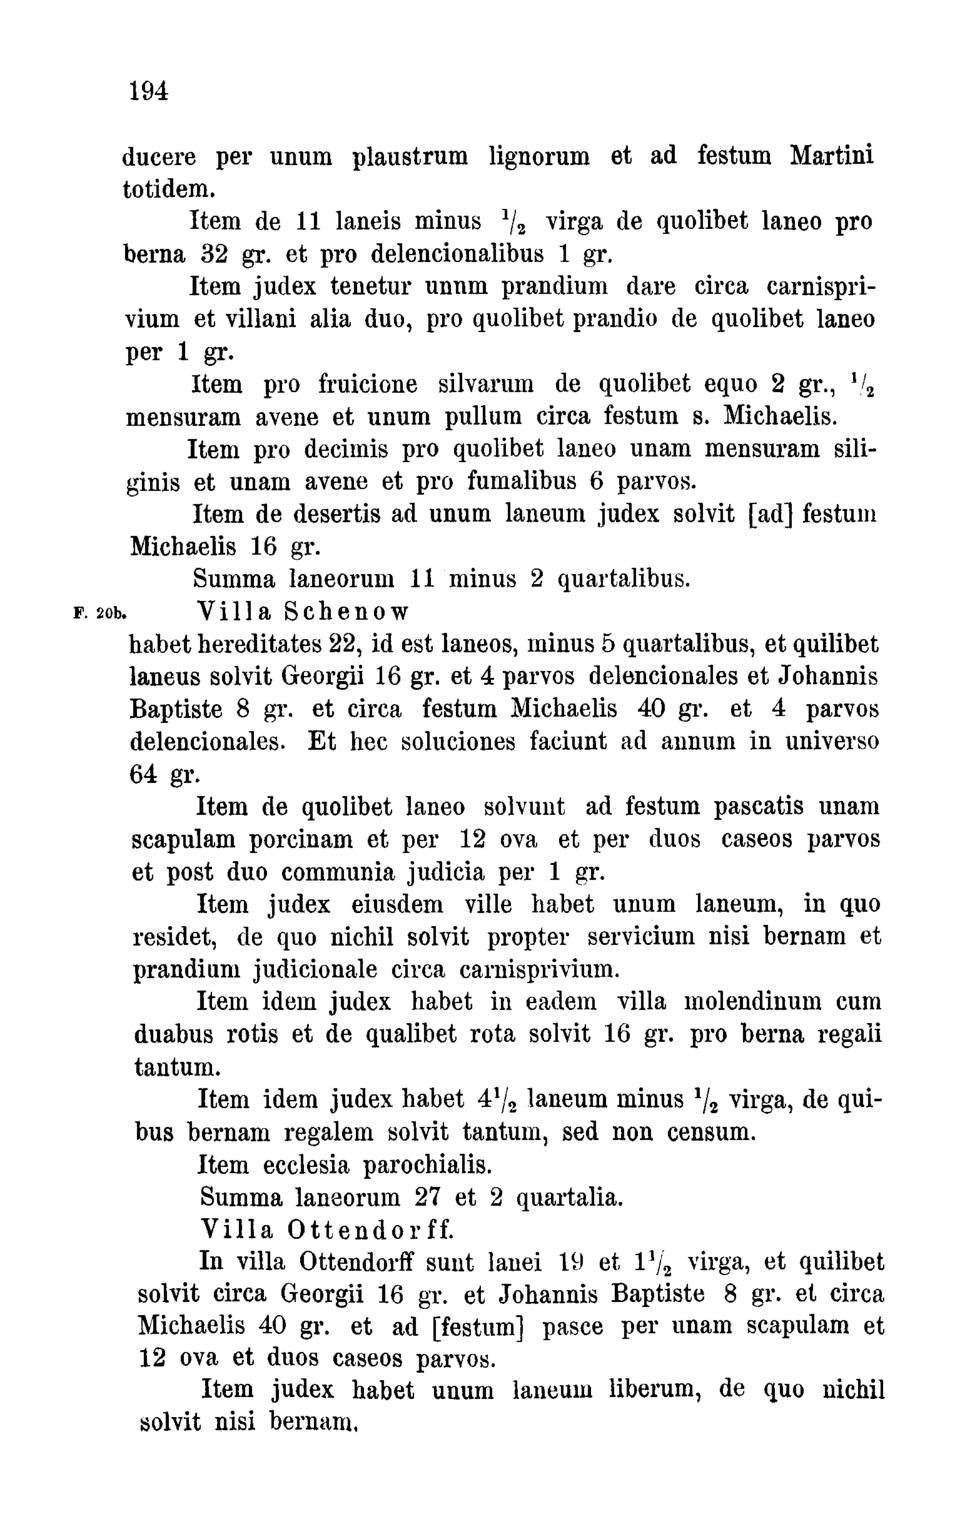 194
ducere per unum plaustrum lignorum et ad festum Martini
totidem.
Item de 11 laneis minus 1/2 virga de quolibet laneo pro
berna 32 gr. et pro delencionalibus 1 gr.
Item judex tenetur unnm prandium dare circa carnispri-
vium et villani alia duo, pro quolibet prandio de quolibet laneo
per 1 gr.
Item pro fruicione silvarum de quolibet equo 2 gr., 1/2
mensuram avene et unum pullum circa festum s. Michaelis.
Item pro decimis pro quolibet laneo unam mensuram sili-
ginis et unam avene et pro fumalibus 6 parvos.
Item de desertis ad unum laneum judex solvit [ad] festum
Michaelis 16 gr.
Summa laneorum 11 minus 2 quartalibus.
F. 20b. Villa Schenow
habet hereditates 22, id est laneos, minus 5 quartalibus, et quilibet
laneus solvit Georgii 16 gr. et 4 parvos delencionales et Johannis
Baptiste 8 gr. et circa festum Michaelis 40 gr. et 4 parvos
delencionales. Et hec soluciones faciunt ad annum in universo
64 gr.
Item de quolibet laneo solvunt ad festum pascatis unam
scapulam porcinam et per 12 ova et per duos caseos parvos
et post duo communia judicia per 1 gr.
Item judex eiusdem ville habet unum laneum, in quo
residet, de quo nichil solvit propter servicium nisi bernam et
prandium judicionale circa carnisprivium.
Item idem judex habet in eadem villa molendinum cum
duabus rotis et de qualibet rota solvit 16 gr. pro berna regali
tantum.
Item idem judex habet 4 1/2 laneum minus 1/2 virga, de qui-
bus bernam regalem solvit tantum, sed non censum.
Item ecclesia parochialis.
Summa laneorum 27 et 2 quartalia.
Villa Ottendorff.
In villa Ottendorff sunt lanei 19 et 1 1/2 virga, et quilibet
solvit circa Georgii 16 gr. et Johannis Baptiste 8 gr. et circa
Michaelis 40 gr. et ad [festum] pasce per unam scapulam et
12 ova et duos caseos parvos.
Item judex habet unum laneum liberum, de quo nichil
solvit nisi bernam.